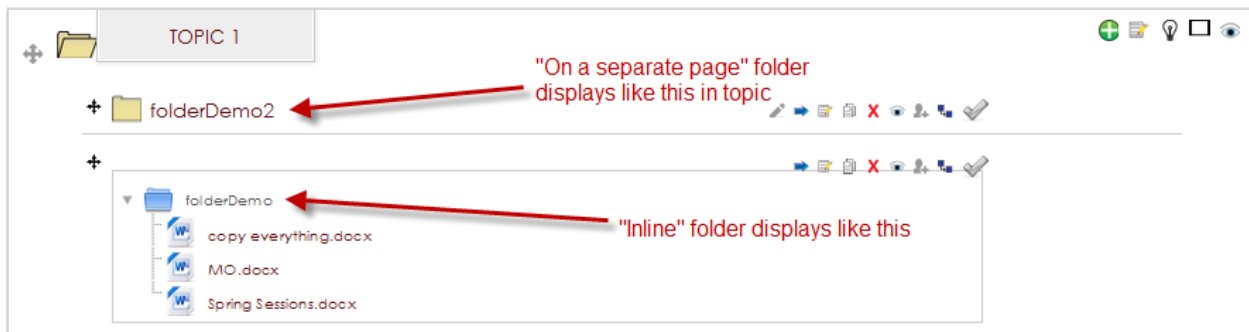 TOPIC 1
"On a separate page" folder
displays like this in topic
folderDemo2
folderDemo
"Inline" folder displays like this
copy everything.docx
MO.docx
Spring Sessions.docx